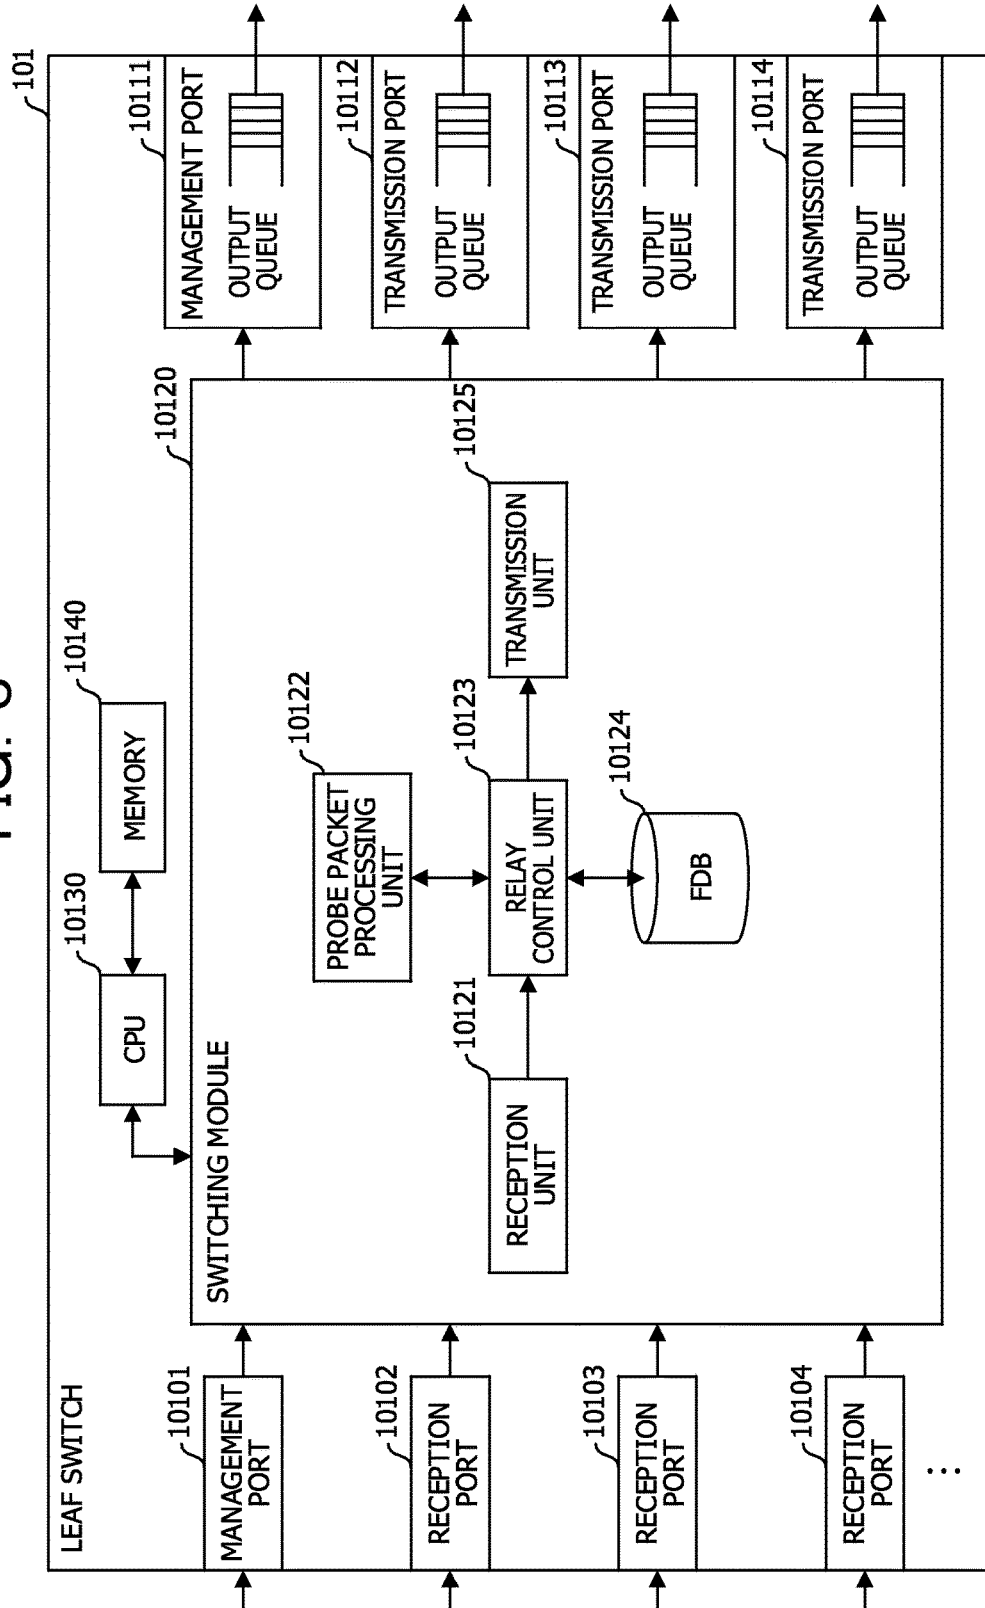 FIG.
101
LEAF SWITCH
10130
10140
CPU
MEMORY
10101
MANAGEMENT
PORT
10120
SWITCHING MODULE
10111
MANAGEMENT PORT
OUTPUT
QUEUE
10122
PROBE PACKET
PROCESSING
UNIT
10102
RECEPTION
PORT
10121
RECEPTION
UNIT
10123
RELAY
CONTROL UNIT
10125
TRANSMISSION
UNIT
10112
TRANSMISSION PORT
OUTPUT
QUEUE
10103
RECEPTION
PORT
10124
FDB
10113
TRANSMISSION PORT
OUTPUT
QUEUE
10104
RECEPTION
PORT
10114
TRANSMISSION PORT
OUTPUT
QUEUE
...